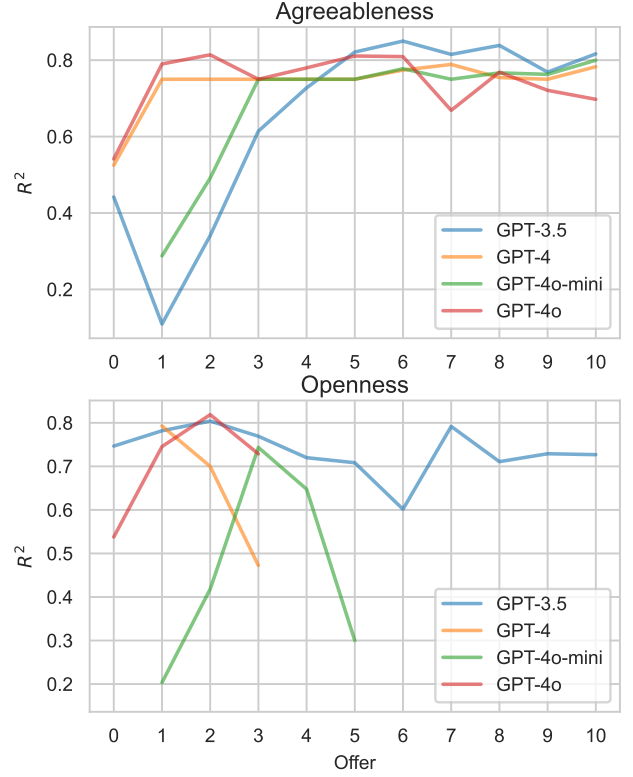 Agreeableness
0.8
0.6
0.4
0.2
R²
GPT-3.5
GPT-4
GPT-4o-mini
GPT-4o
0 1 2 3 4 5 6 7 8 9 10
Openness
0.8
0.7
0.6
0.5
0.4
0.3
0.2
R²
GPT-3.5
GPT-4
GPT-4o-mini
GPT-4o
0 1 2 3 4 5 6 7 8 9 10
Offer